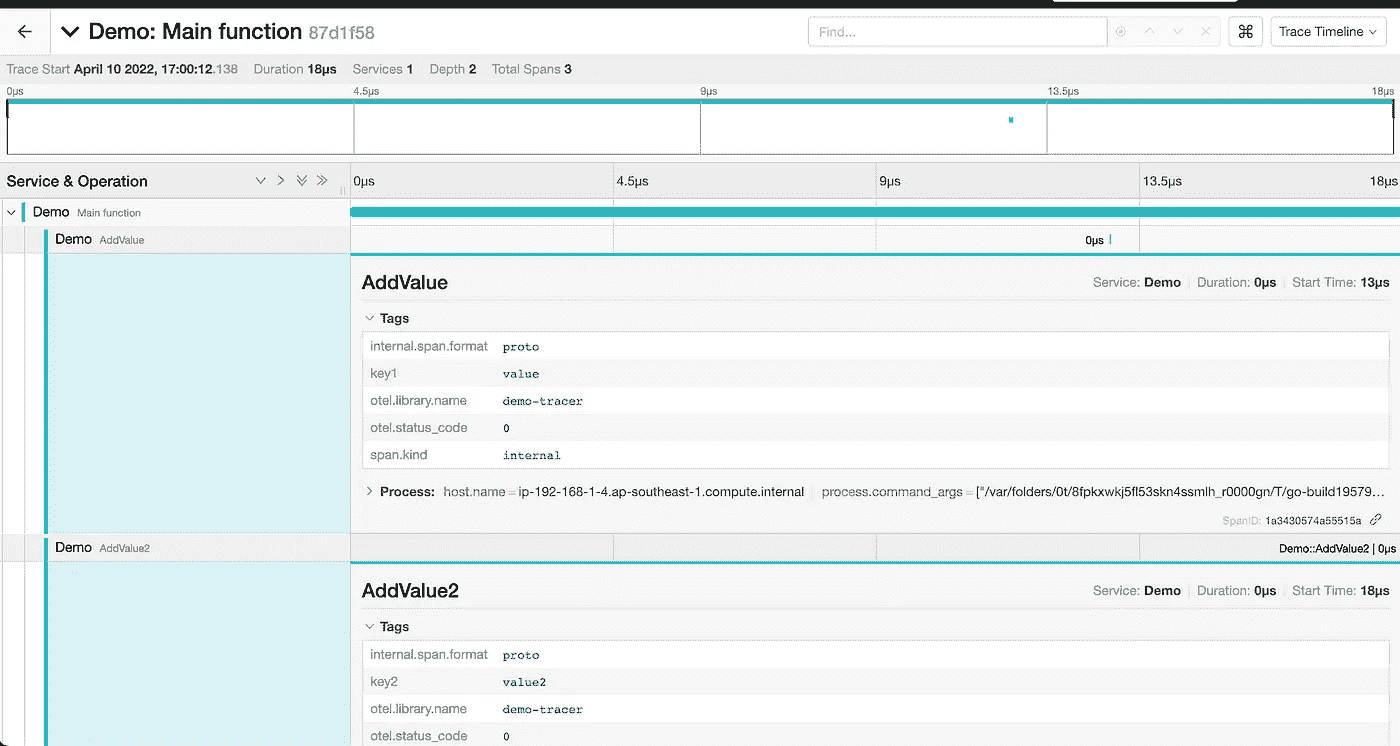 Demo: Main function 87d1f58 Find... ⌘ Trace Timeline
Trace Start April 10 2022, 17:00:12.138 Duration 18μs Services 1 Depth 2 Total Spans 3
0μs 4.5μs 9μs 13.5μs 18μs
Service & Operation 0μs 4.5μs 9μs 13.5μs 18μs
Demo Main function
Demo AddValue 0μs
AddValue Service: Demo Duration: 0μs Start Time: 13μs
Tags
internal.span.format proto
key1 value
otel.library.name demo-tracer
otel.status_code 0
span.kind internal
Process: host.name = ip-192-168-1-4.ap-southeast-1.compute.internal process.command_args = ["/var/folders/0t/8fpkxwkj5fl53skn4ssmlh_r0000gn/T/go-build19579...
SpanID: 1a3430574a55515a
Demo AddValue2 Demo::AddValue2 | 0μs
AddValue2 Service: Demo Duration: 0μs Start Time: 18μs
Tags
internal.span.format proto
key2 value2
otel.library.name demo-tracer
otel.status_code 0